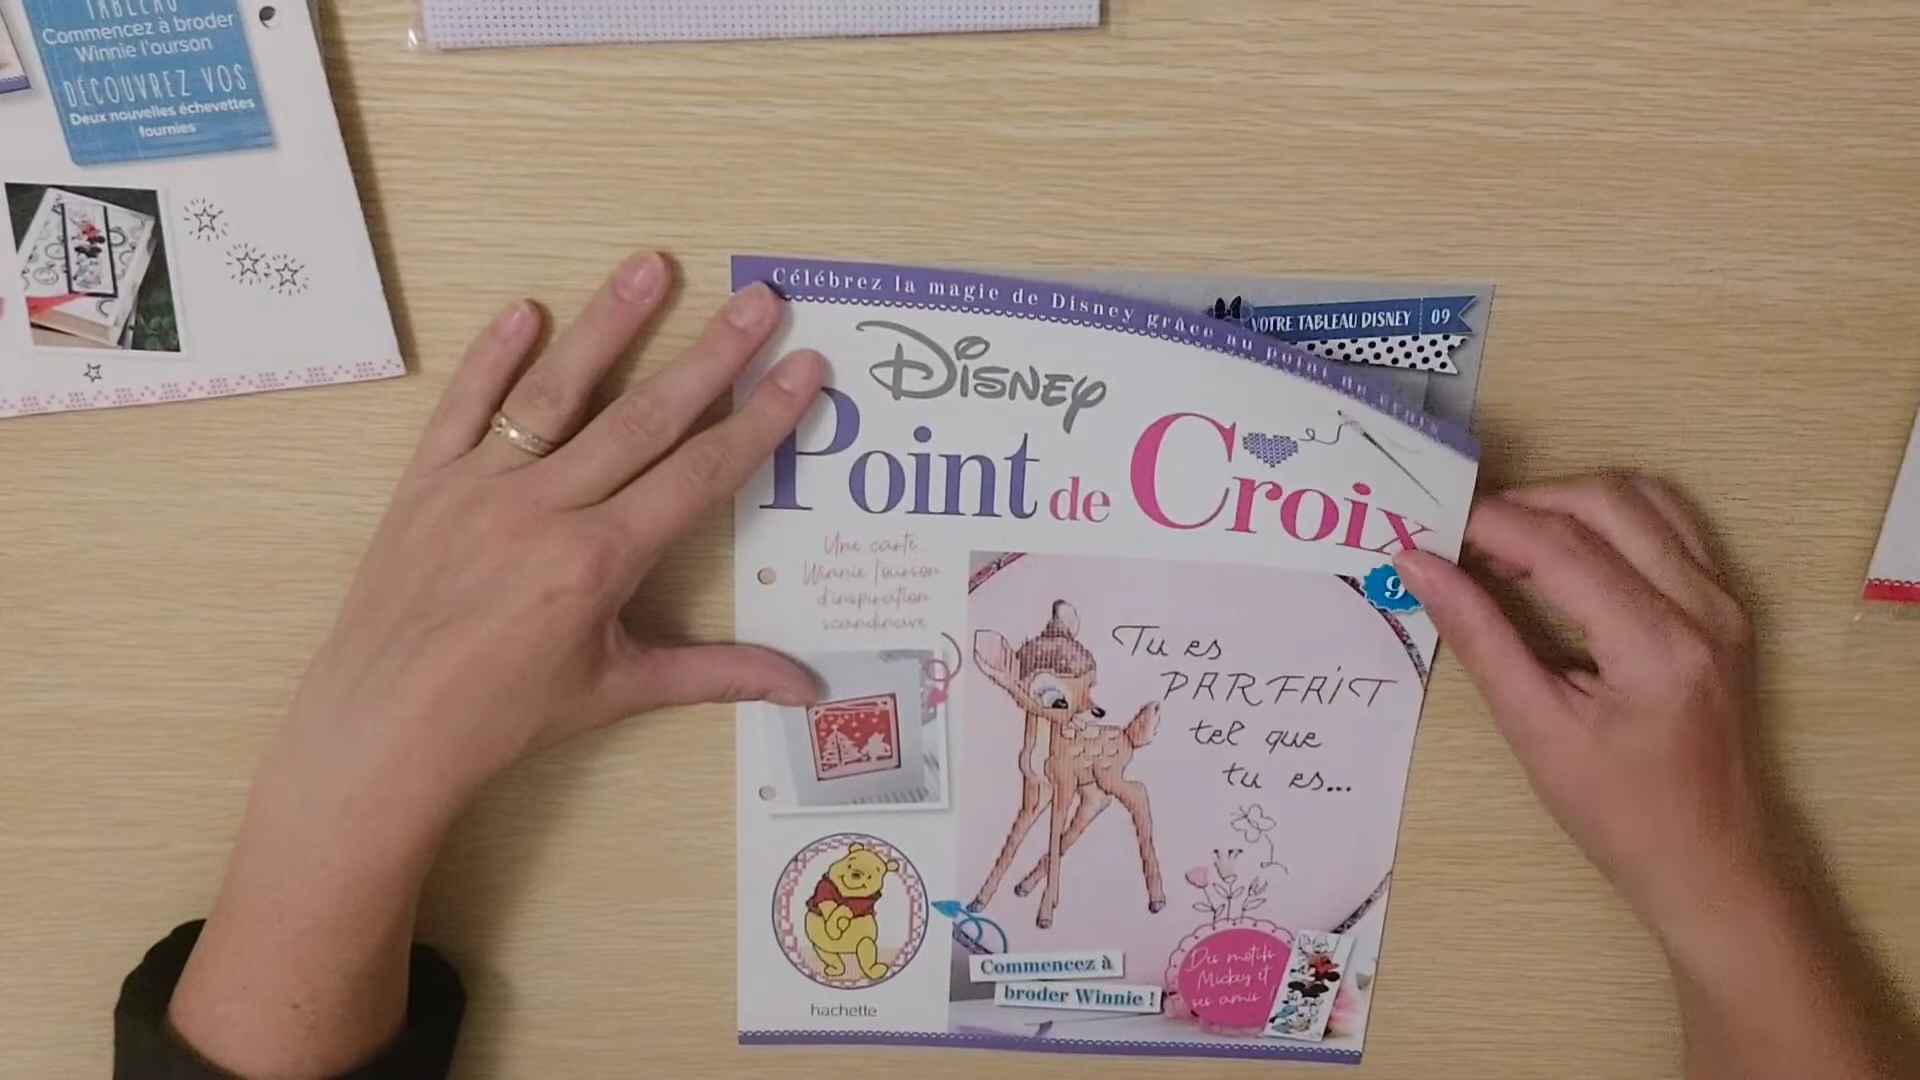 TABLEAU
Commencez à broder
Winnie l'ourson
DÉCOUVREZ VOS
Deux nouvelles échevettes
fournies
Célébrez la magie de Disney grâce au point de croix
VOTRE TABLEAU DISNEY 09
Disney
Point de Croix
9
Une carte
Winnie l'ourson
d'inspiration
scandinave
Tu es
PARFAIT
tel que
tu es...
Commencez à
broder Winnie !
Des motifs
Mickey et
ses amis !
hachette